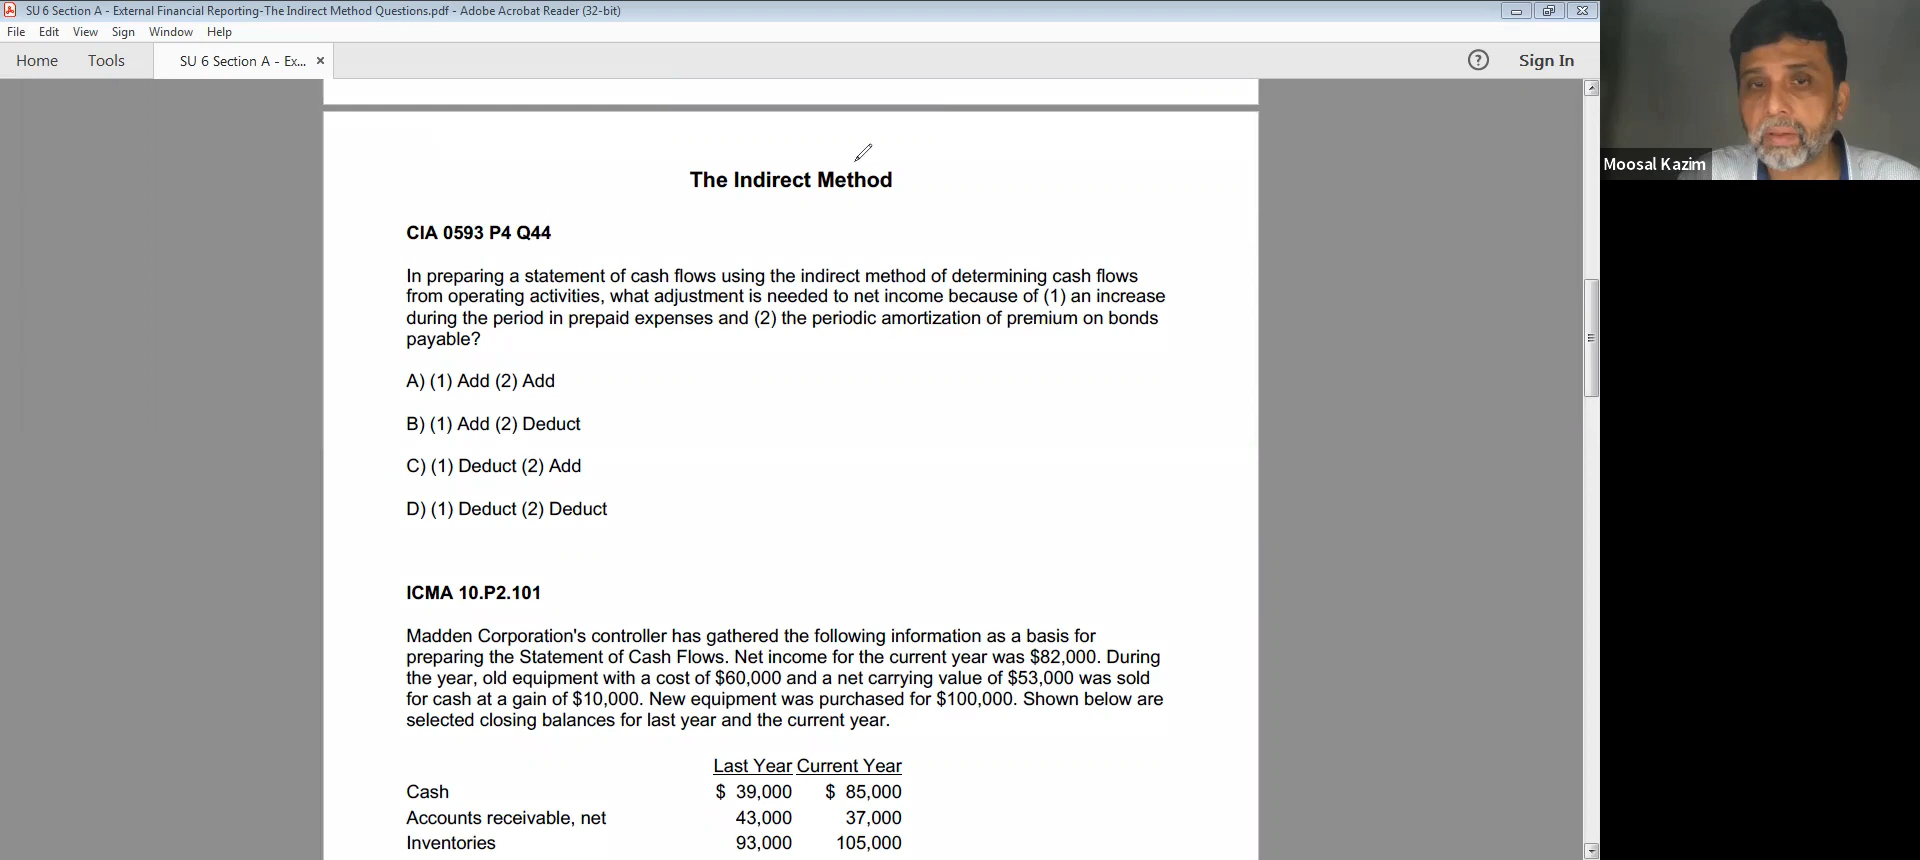 SU 6 Section A - External Financial Reporting-The Indirect Method Questions.pdf - Adobe Acrobat Reader (32-bit)
File Edit View Sign Window Help
Home Tools SU 6 Section A - Ex... × ? Sign In
Moosal Kazim
The Indirect Method
CIA 0593 P4 Q44
In preparing a statement of cash flows using the indirect method of determining cash flows
from operating activities, what adjustment is needed to net income because of (1) an increase
during the period in prepaid expenses and (2) the periodic amortization of premium on bonds
payable?
A) (1) Add (2) Add
B) (1) Add (2) Deduct
C) (1) Deduct (2) Add
D) (1) Deduct (2) Deduct
ICMA 10.P2.101
Madden Corporation's controller has gathered the following information as a basis for
preparing the Statement of Cash Flows. Net income for the current year was $82,000. During
the year, old equipment with a cost of $60,000 and a net carrying value of $53,000 was sold
for cash at a gain of $10,000. New equipment was purchased for $100,000. Shown below are
selected closing balances for last year and the current year.
Last Year Current Year
Cash $ 39,000 $ 85,000
Accounts receivable, net 43,000 37,000
Inventories 93,000 105,000